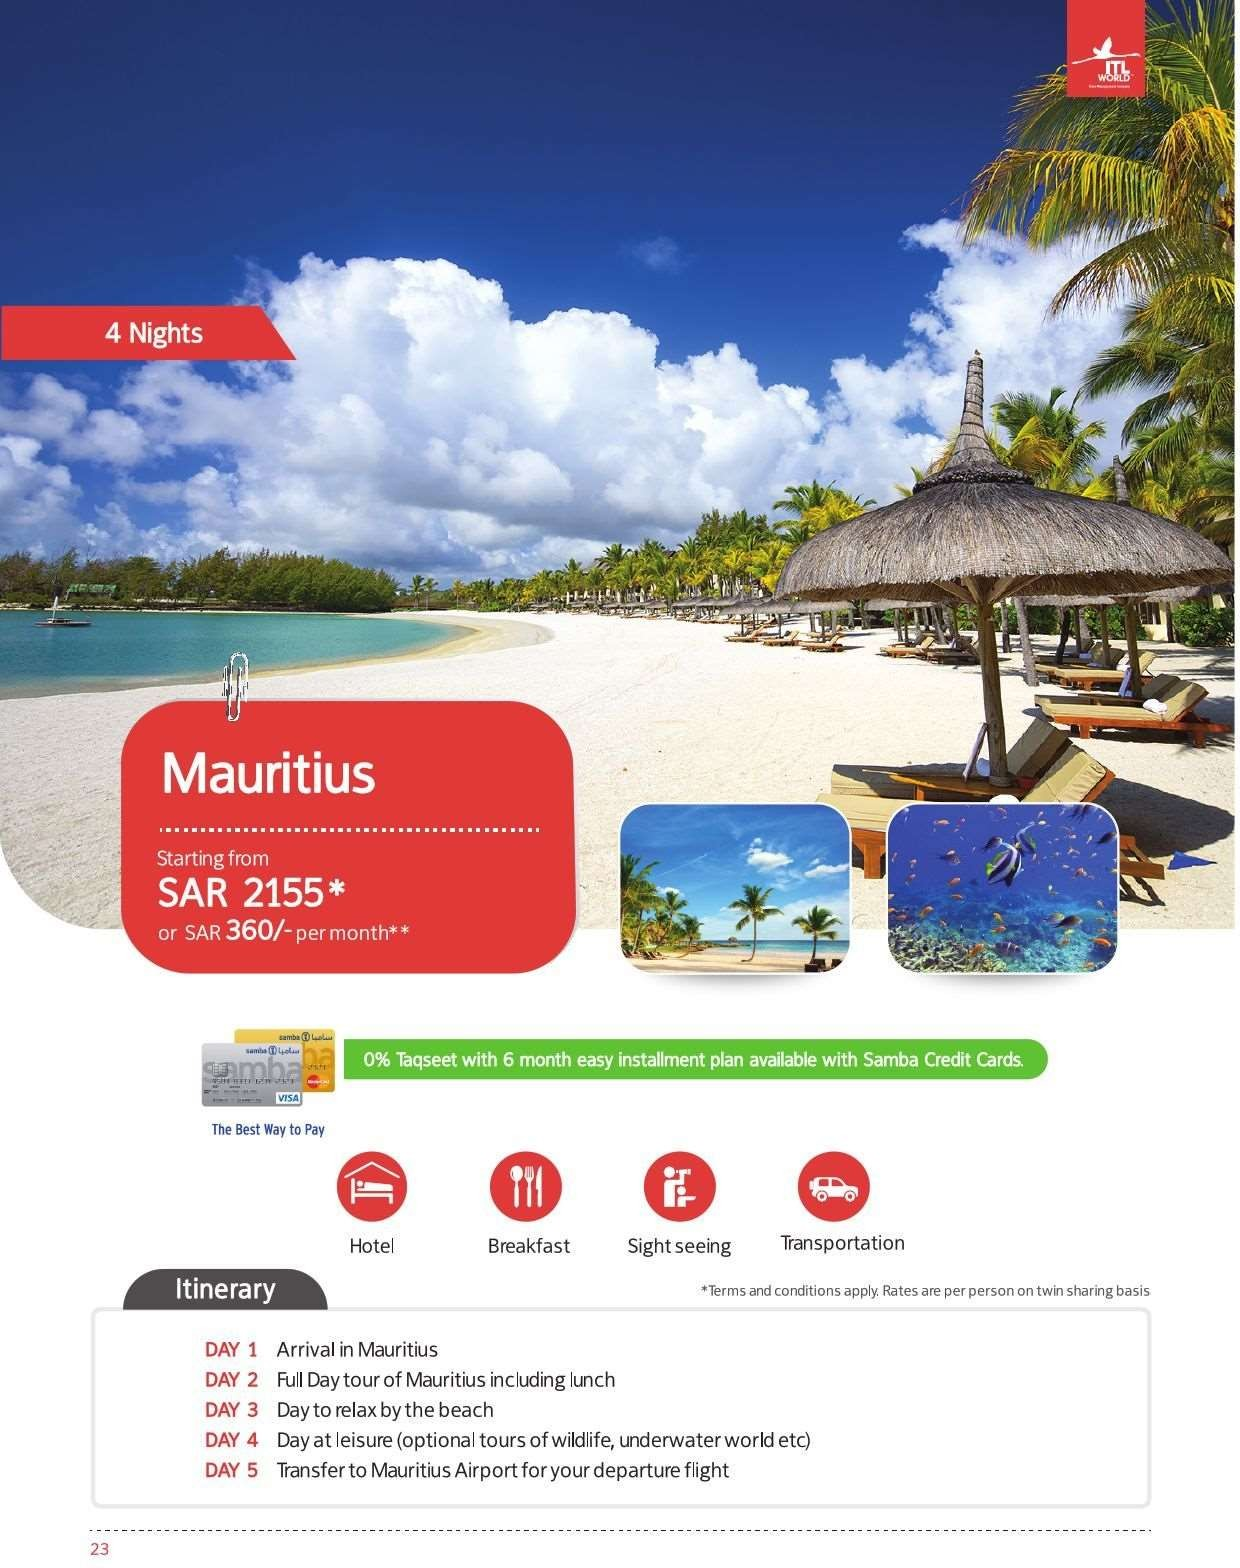 ITL
WORLD
4 Nights
Mauritius
Starting from
SAR 2155*
or SAR 360/- per month**
samba سامبا
samba سامبا
samba
VISA
MasterCard
0% Taqseet with 6 month easy installment plan available with Samba Credit Cards.
The Best Way to Pay
Hotel
Breakfast
Sight seeing
Transportation
Itinerary
*Terms and conditions apply. Rates are per person on twin sharing basis
DAY 1 Arrival in Mauritius
DAY 2 Full Day tour of Mauritius including lunch
DAY 3 Day to relax by the beach
DAY 4 Day at leisure (optional tours of wildlife, underwater world etc)
DAY 5 Transfer to Mauritius Airport for your departure flight
23